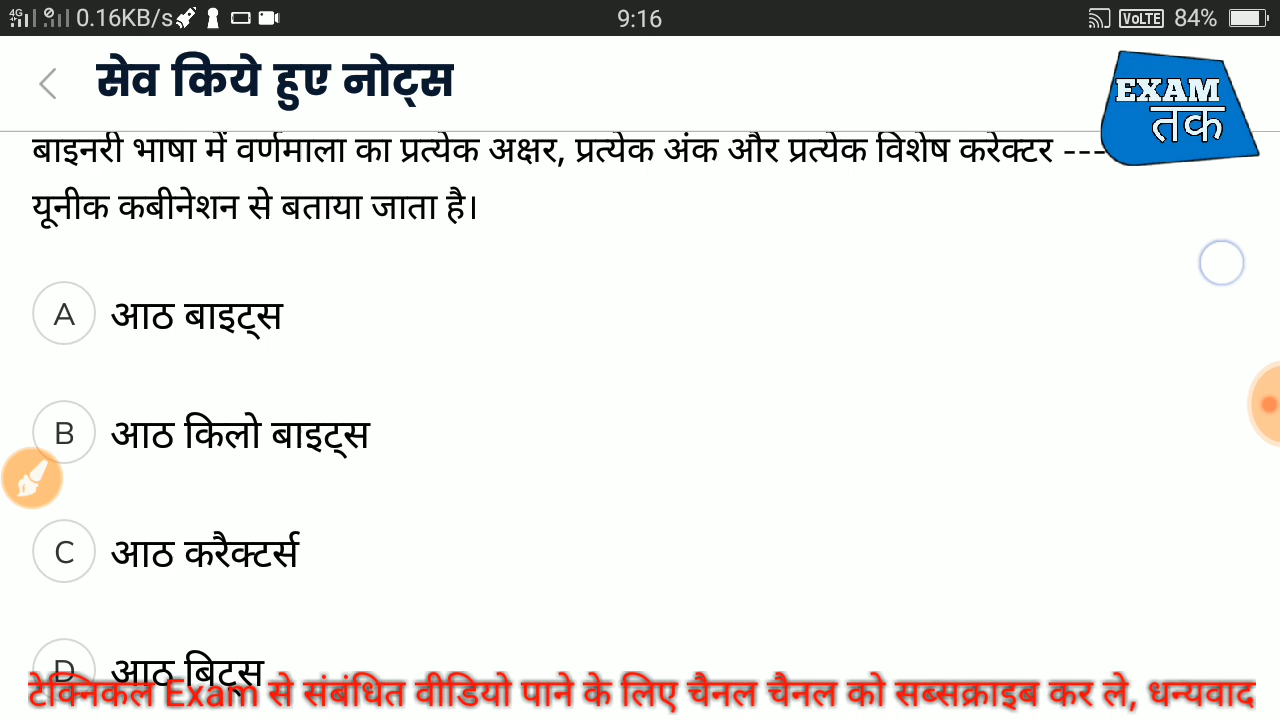 4G 0.16KB/s 9:16 VoLTE 84%
सेव किये हुए नोट्स
EXAM
तक
बाइनरी भाषा में वर्णमाला का प्रत्येक अक्षर, प्रत्येक अंक और प्रत्येक विशेष करेक्टर ---
यूनीक कबीनेशन से बताया जाता है।
A आठ बाइट्स
B आठ किलो बाइट्स
C आठ करैक्टर्स
D आठ बिट्स
टेक्निकल Exam से संबंधित वीडियो पाने के लिए चैनल चैनल को सब्सक्राइब कर ले, धन्यवाद